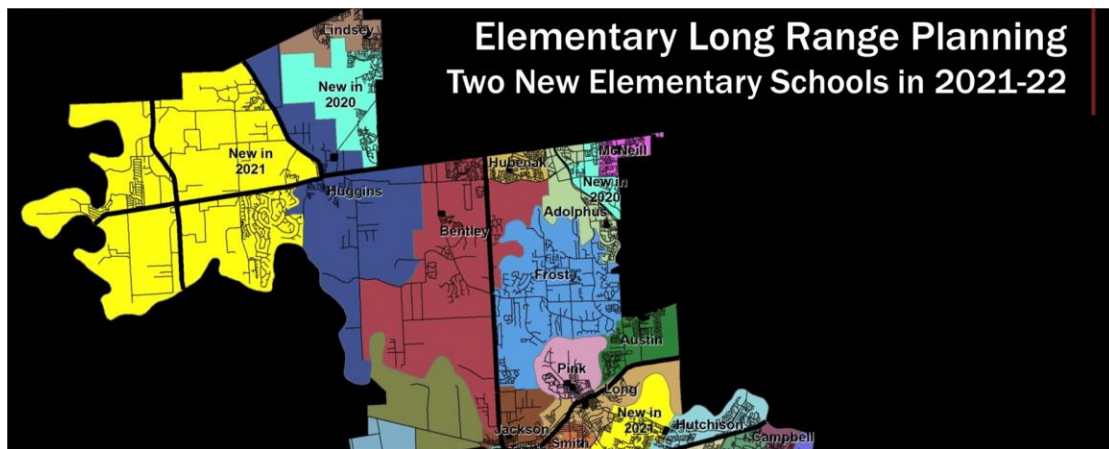 Elementary Long Range Planning
Two New Elementary Schools in 2021-22
Lindsey
New in
2020
New in
2021
Huggins
Hubenak
McNeill
New in
2020
Adolphus
Bentley
Frost
Austin
Pink
Long
New in
2021
Hutchison
Jackson
Smith
Campbell